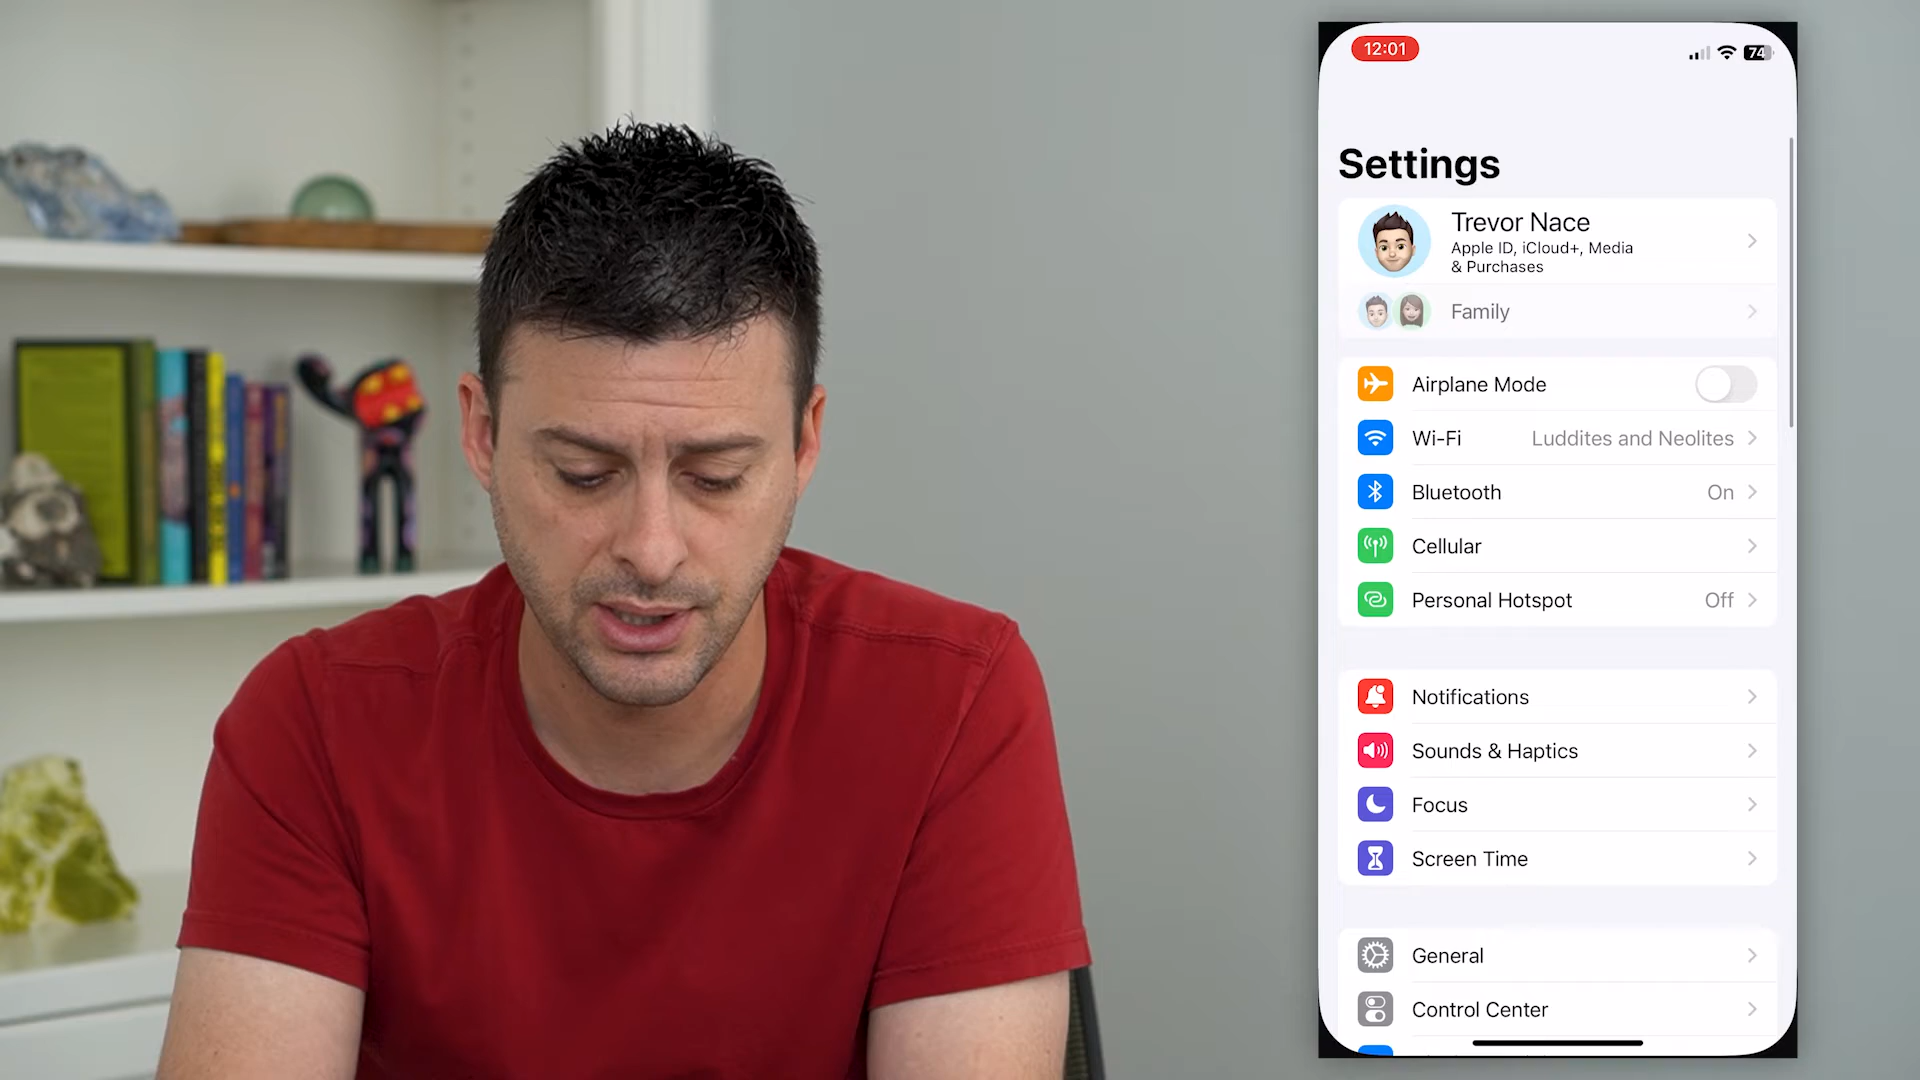 12:01
74
Settings
Trevor Nace
Apple ID, iCloud+, Media
& Purchases
Family
Airplane Mode
Wi-Fi Luddites and Neolites
Bluetooth On
Cellular
Personal Hotspot Off
Notifications
Sounds & Haptics
Focus
Screen Time
General
Control Center